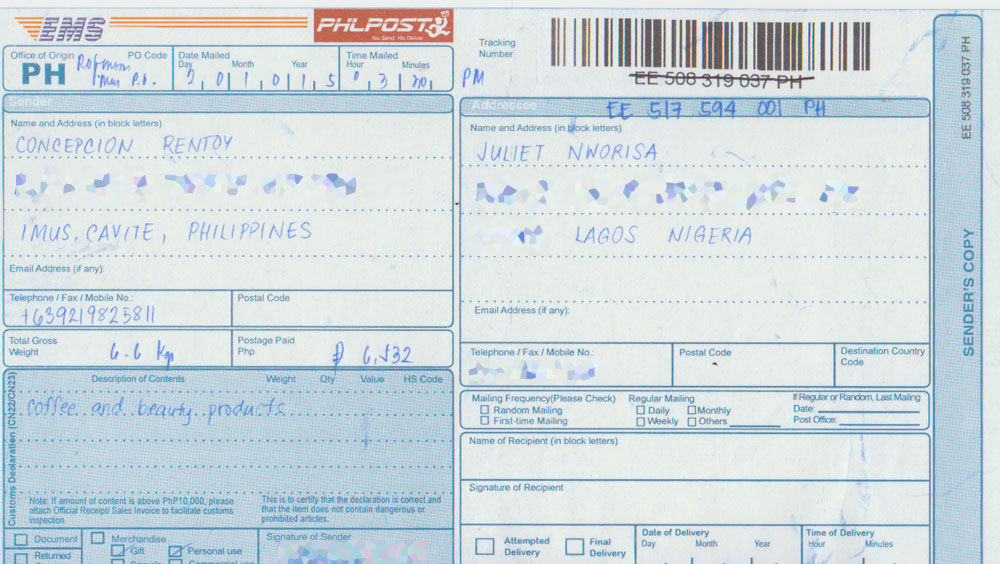 EMS
PHLPOST
You Send. We Deliver.
Office of Origin
PO Code
PH
Date Mailed
Day Month Year
2 0 1 0 1 5
Time Mailed
Hour Minutes
0 3 20
PM
Tracking Number
EE 508 319 037 PH
EE 517 594 001 PH
Sender
Name and Address (in block letters)
CONCEPCION RENTOY
IMUS, CAVITE, PHILIPPINES
Email Address (if any):
Telephone / Fax / Mobile No.:
+639219825811
Postal Code
Total Gross Weight
6.6 Kg
Postage Paid
Php
Customs Declaration (CN22/CN23)
Description of Contents Weight Qty Value HS Code
coffee and beauty products
Note: If amount of content is above PhP10,000, please
attach Official Receipt/ Sales Invoice to facilitate customs
inspection.
This is to certify that the declaration is correct and
that the item does not contain dangerous or
prohibited articles.
Document
Merchandise
Returned
Gift
Personal use
Sample
Commercial use
Signature of Sender
Addressee
Name and Address (in block letters)
JULIET NWORISA
LAGOS NIGERIA
Email Address (if any):
Telephone / Fax / Mobile No.:
Postal Code
Destination Country
Code
Mailing Frequency(Please Check)
Random Mailing
First-time Mailing
Regular Mailing
Daily Monthly
Weekly Others
If Regular or Random, Last Mailing
Date:
Post Office:
Name of Recipient (in block letters)
Signature of Recipient
Attempted Delivery
Final Delivery
Date of Delivery
Day Month Year
Time of Delivery
Hour Minutes
EE 508 319 037 PH
SENDER'S COPY